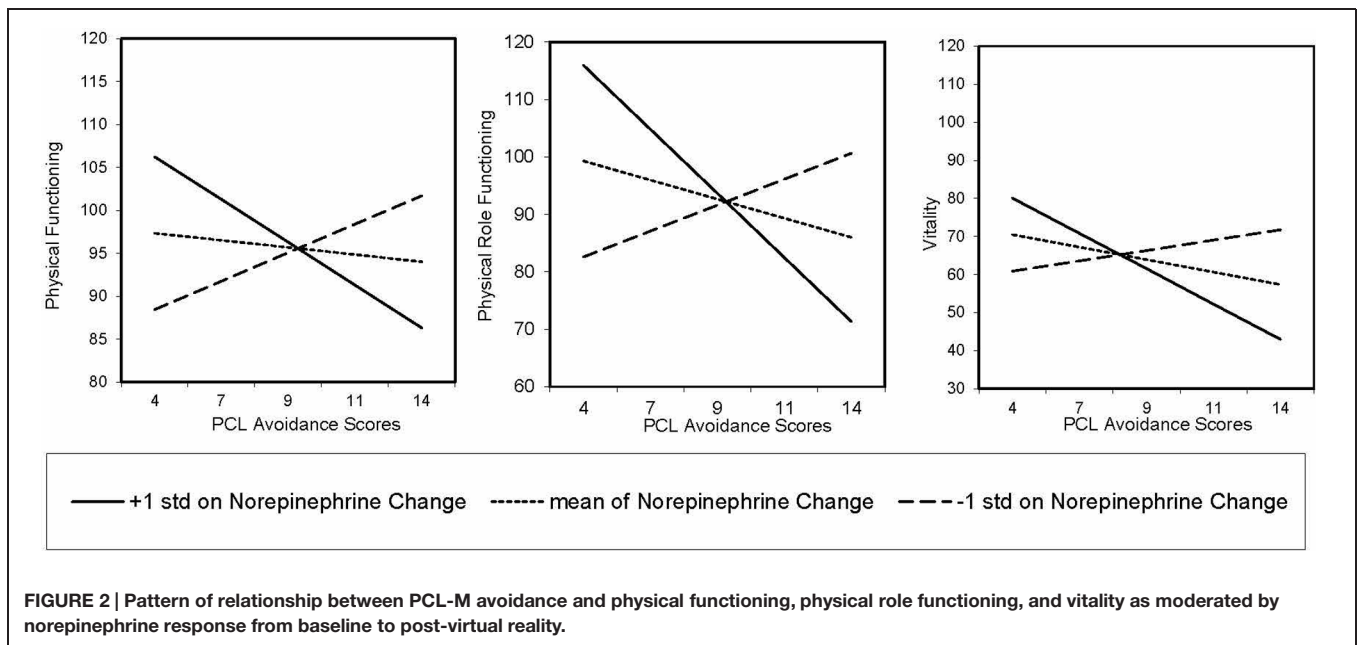 120
115
110
105
100
95
90
85
80
Physical Functioning
4 7 9 11 14
PCL Avoidance Scores
120
110
100
90
80
70
60
Physical Role Functioning
4 7 9 11 14
PCL Avoidance Scores
120
110
100
90
80
70
60
50
40
30
Vitality
4 7 9 11 14
PCL Avoidance Scores
+1 std on Norepinephrine Change mean of Norepinephrine Change -1 std on Norepinephrine Change
FIGURE 2 | Pattern of relationship between PCL-M avoidance and physical functioning, physical role functioning, and vitality as moderated by
norepinephrine response from baseline to post-virtual reality.